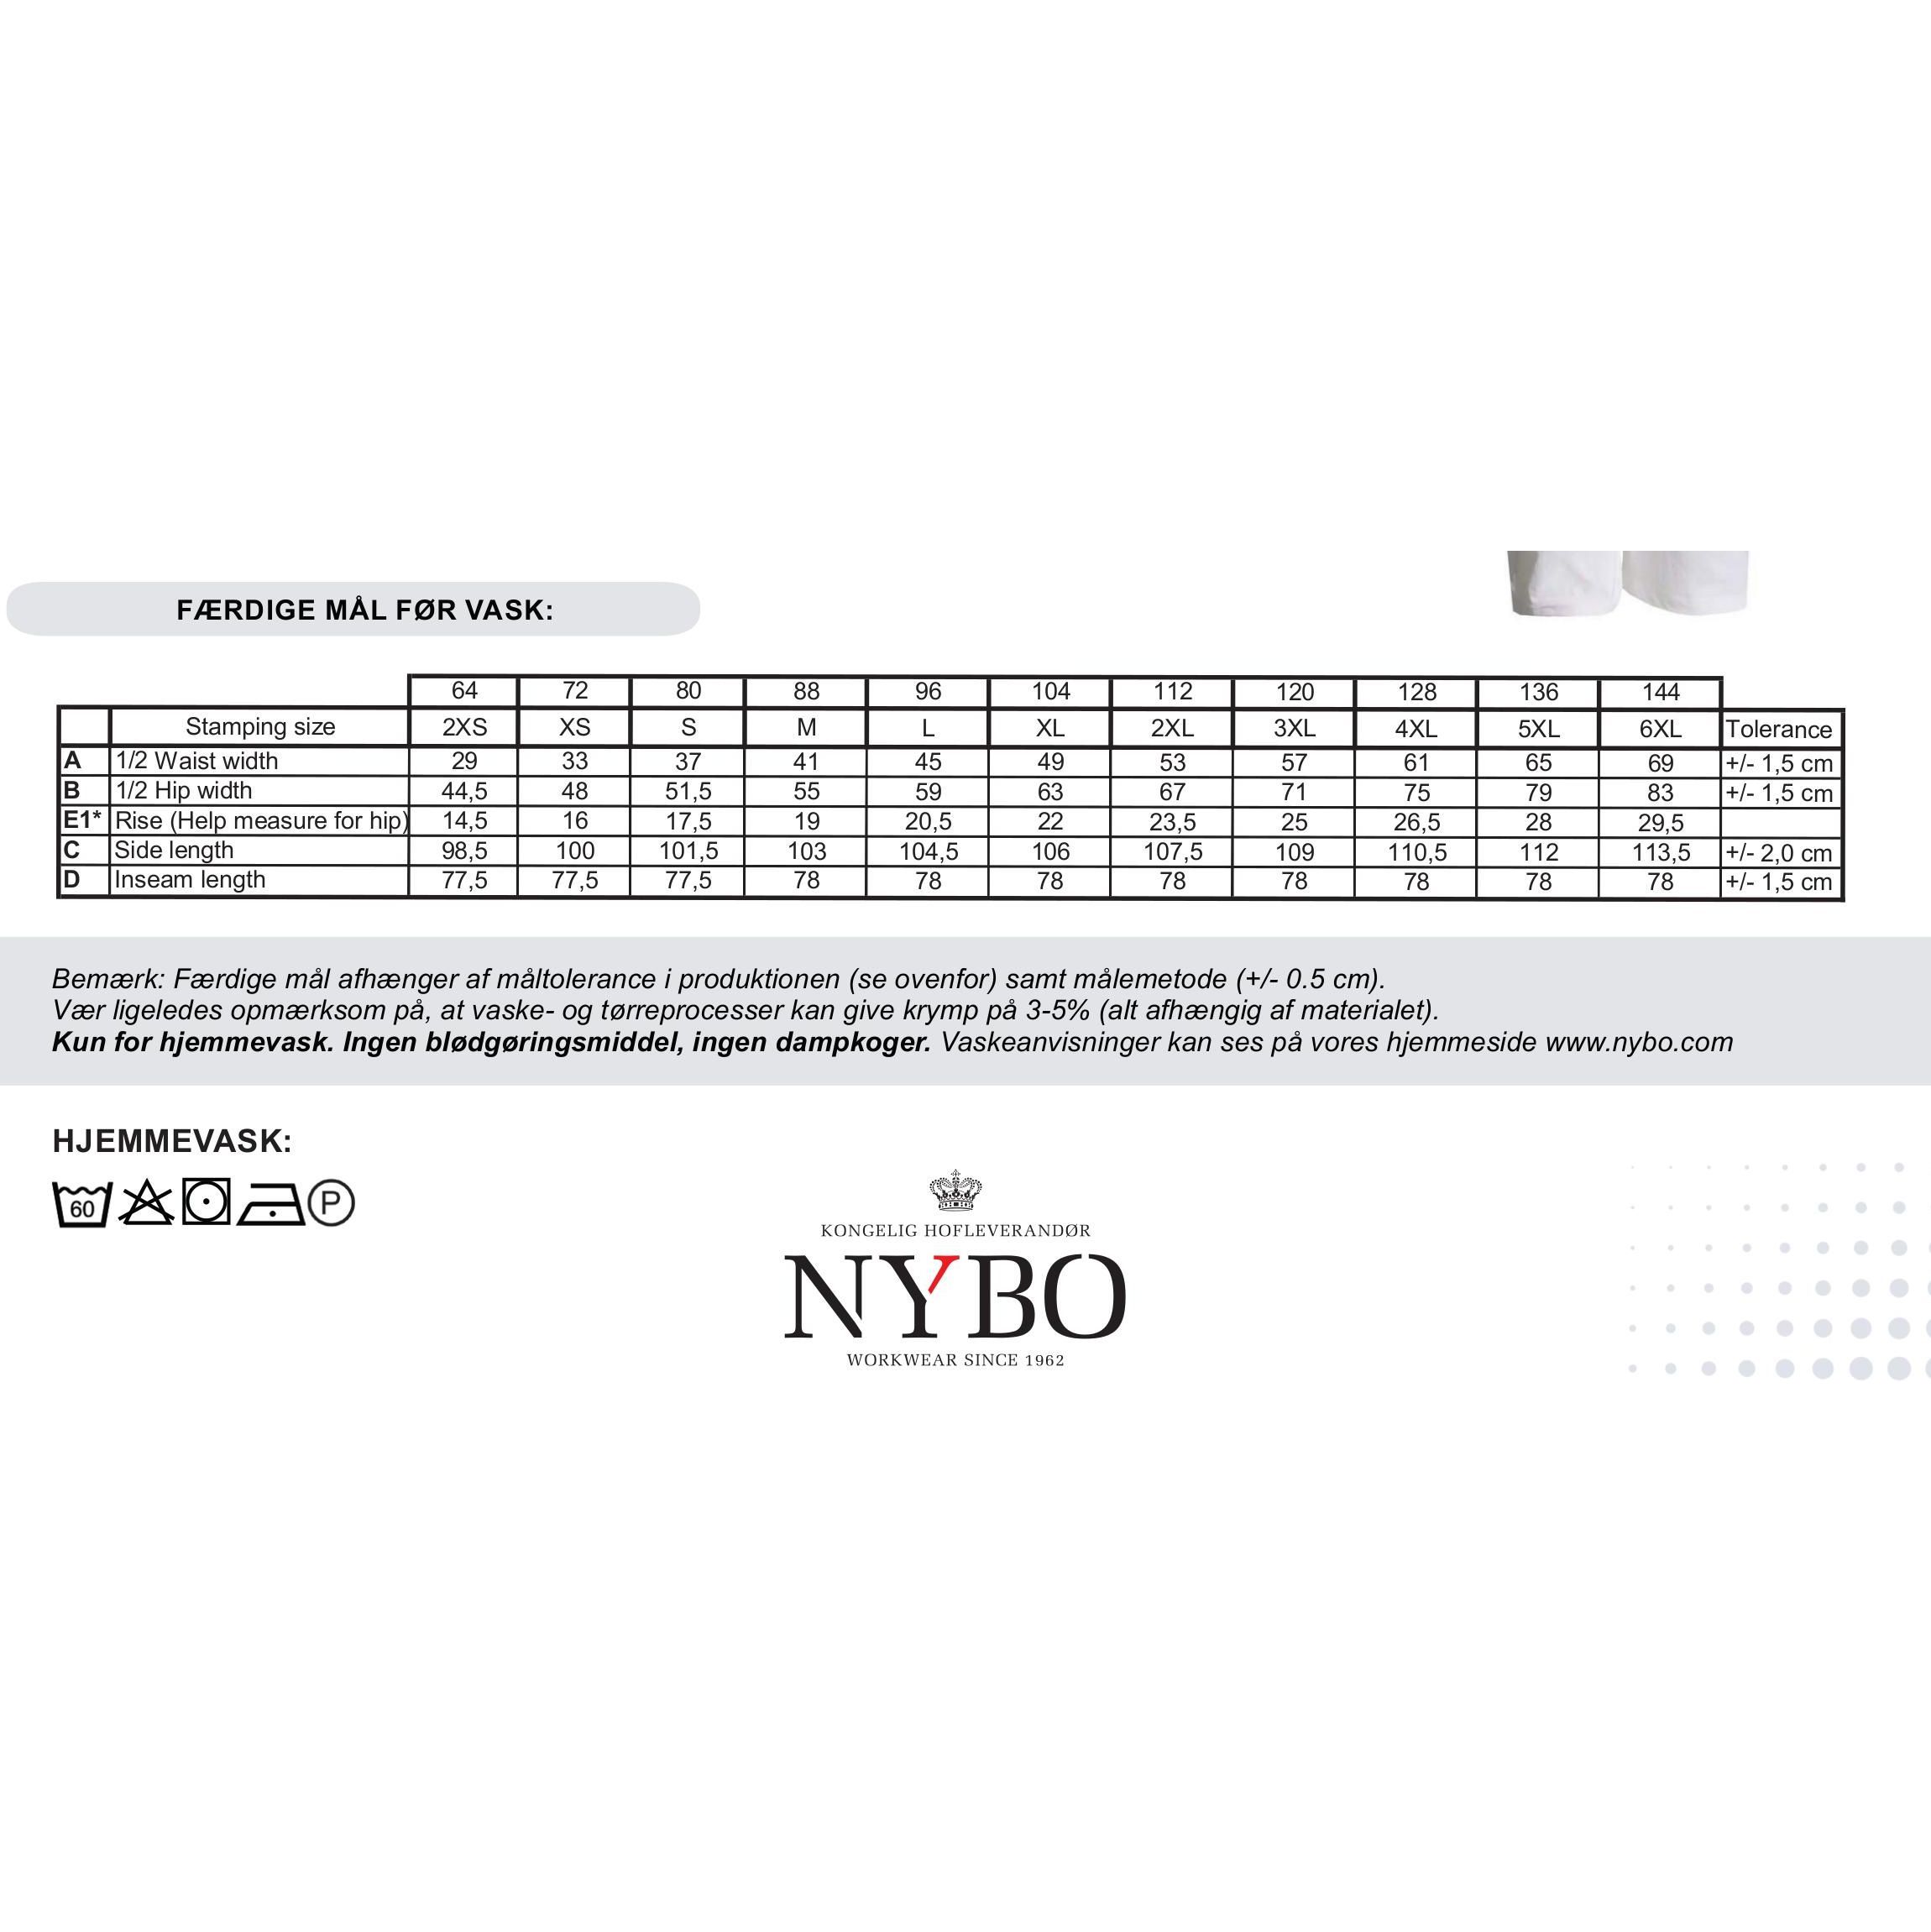 FÆRDIGE MÅL FØR VASK:
64 72 80 88 96 104 112 120 128 136 144
Stamping size 2XS XS S M L XL 2XL 3XL 4XL 5XL 6XL Tolerance
A 1/2 Waist width 29 33 37 41 45 49 53 57 61 65 69 +/- 1,5 cm
B 1/2 Hip width 44,5 48 51,5 55 59 63 67 71 75 79 83 +/- 1,5 cm
E1* Rise (Help measure for hip) 14,5 16 17,5 19 20,5 22 23,5 25 26,5 28 29,5
C Side length 98,5 100 101,5 103 104,5 106 107,5 109 110,5 112 113,5 +/- 2,0 cm
D Inseam length 77,5 77,5 77,5 78 78 78 78 78 78 78 78 +/- 1,5 cm
Bemærk: Færdige mål afhænger af måltolerance i produktionen (se ovenfor) samt målemetode (+/- 0.5 cm).
Vær ligeledes opmærksom på, at vaske- og tørreprocesser kan give krymp på 3-5% (alt afhængig af materialet).
Kun for hjemmevask. Ingen blødgøringsmiddel, ingen dampkoger. Vaskeanvisninger kan ses på vores hjemmeside www.nybo.com
HJEMMEVASK:
60 P
KONGELIG HOFLEVERANDØR
NYBO
WORKWEAR SINCE 1962